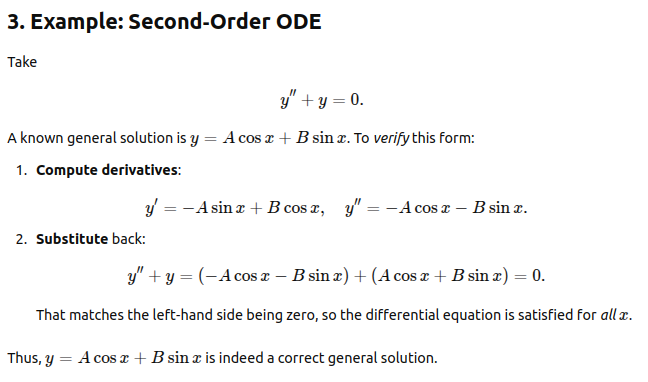 3. Example: Second-Order ODE
Take
y′′ + y = 0.
A known general solution is y = A cos x + B sin x. To verify this form:
1. Compute derivatives:
y′ = −A sin x + B cos x, y′′ = −A cos x − B sin x.
2. Substitute back:
y′′ + y = (−A cos x − B sin x) + (A cos x + B sin x) = 0.
That matches the left-hand side being zero, so the differential equation is satisfied for all x.
Thus, y = A cos x + B sin x is indeed a correct general solution.